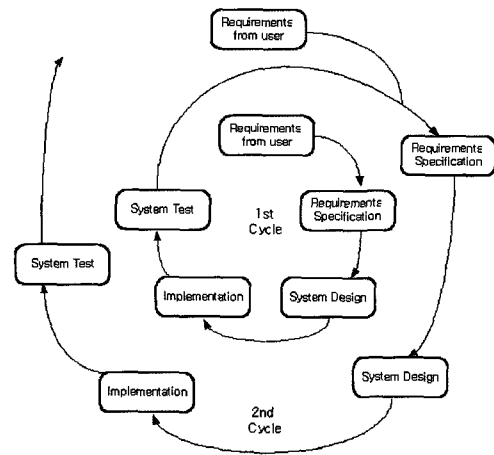 Requirements
from user
Requirements
from user
Requirements
Specification
System Test
1st
Cycle
Requirements
Specification
System Test
Implementation
System Design
Implementation
2nd
Cycle
System Design